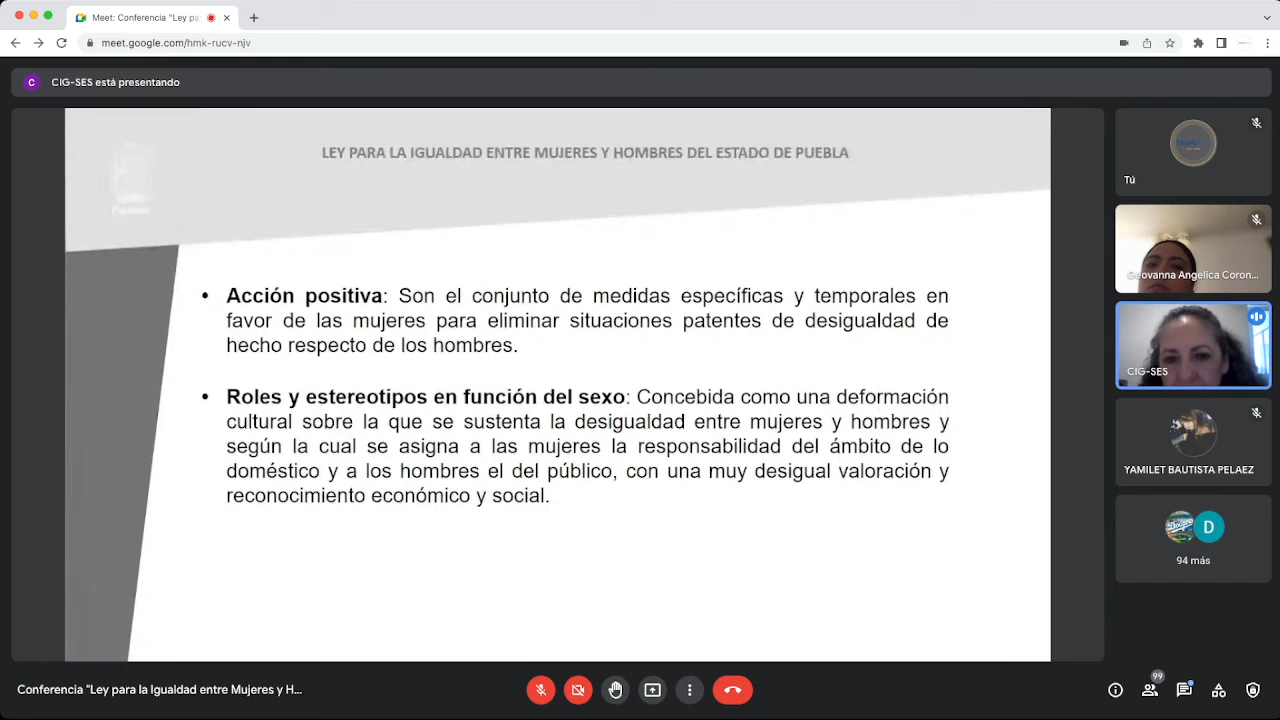 Meet: Conferencia "Ley pa
meet.google.com/hmk-rucv-njv
C
CIG-SES está presentando
LEY PARA LA IGUALDAD ENTRE MUJERES Y HOMBRES DEL ESTADO DE PUEBLA
• Acción positiva: Son el conjunto de medidas específicas y temporales en
favor de las mujeres para eliminar situaciones patentes de desigualdad de
hecho respecto de los hombres.
• Roles y estereotipos en función del sexo: Concebida como una deformación
cultural sobre la que se sustenta la desigualdad entre mujeres y hombres y
según la cual se asigna a las mujeres la responsabilidad del ámbito de lo
doméstico y a los hombres el del público, con una muy desigual valoración y
reconocimiento económico y social.
Tú
Geovanna Angelica Coron...
CIG-SES
YAMILET BAUTISTA PELAEZ
D
94 más
Conferencia "Ley para la Igualdad entre Mujeres y H...
99